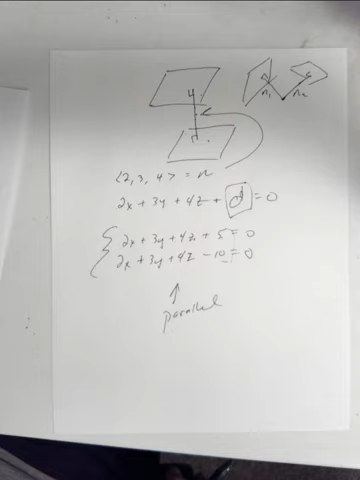 n₁ n₂
n
<2, 3, 4> = n
2x + 3y + 4z + d = 0
2x + 3y + 4z + 5 = 0
2x + 3y + 4z - 10 = 0
parallel